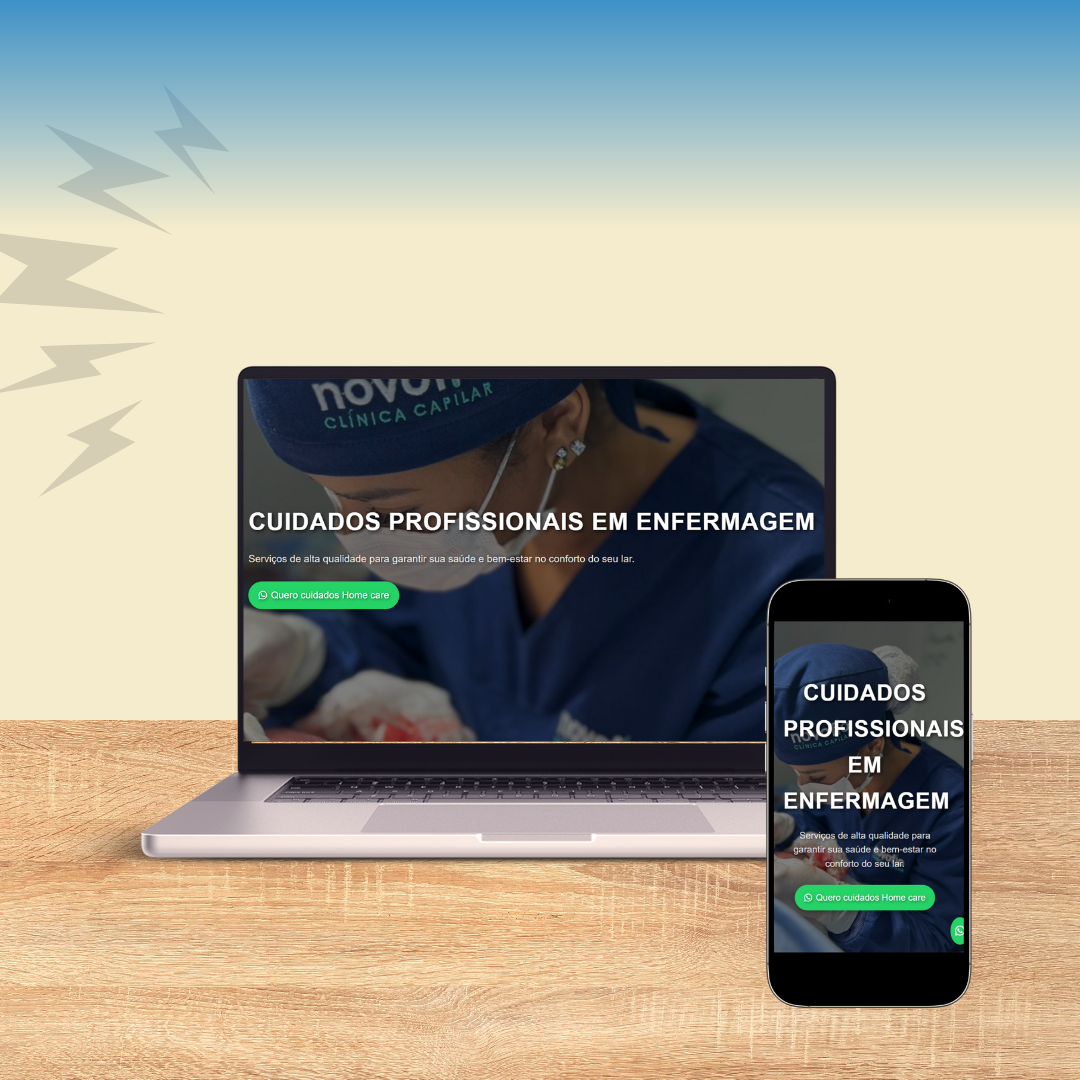 CLÍNICA CAPILAR
CUIDADOS PROFISSIONAIS EM ENFERMAGEM
Serviços de alta qualidade para garantir sua saúde e bem-estar no conforto do seu lar.
Quero cuidados Home care
CUIDADOS
PROFISSIONAIS
EM
ENFERMAGEM
CLÍNICA CAPILAR
Serviços de alta qualidade para
garantir sua saúde e bem-estar no
conforto do seu lar.
Quero cuidados Home care